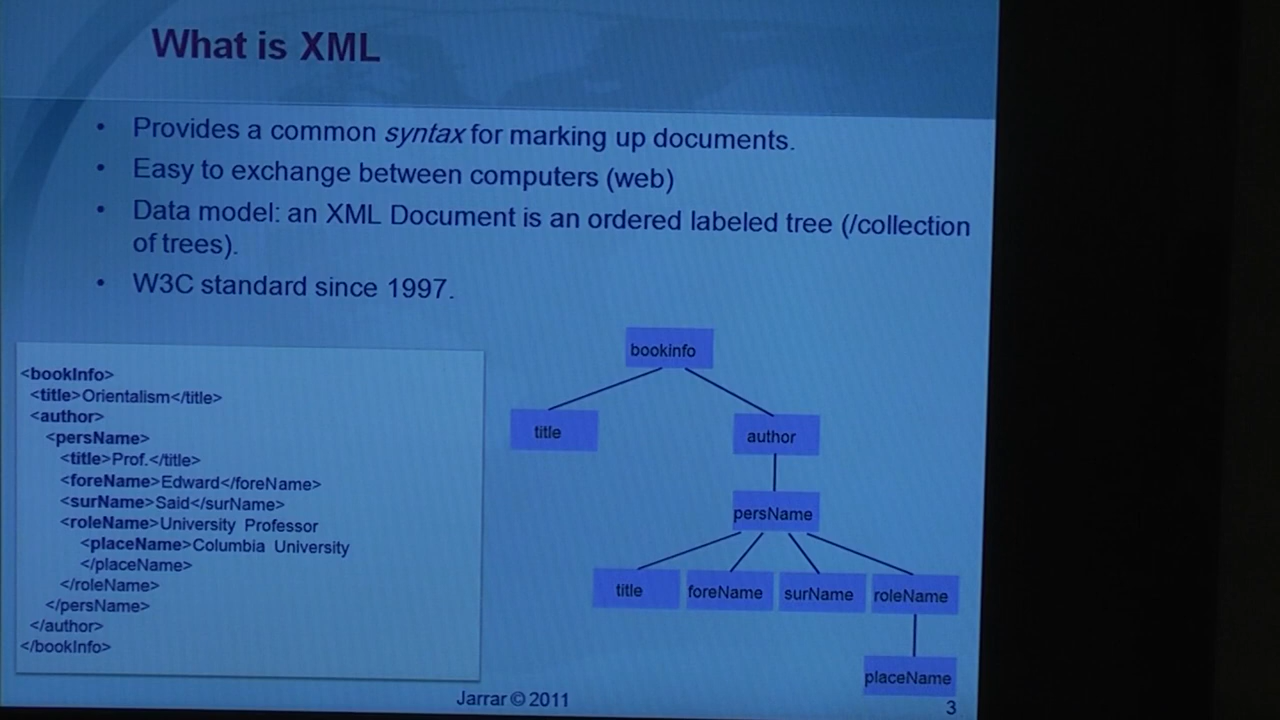 What is XML
• Provides a common syntax for marking up documents.
• Easy to exchange between computers (web)
• Data model: an XML Document is an ordered labeled tree (/collection
of trees).
• W3C standard since 1997.
<bookInfo>
<title>Orientalism</title>
<author>
<persName>
<title>Prof.</title>
<foreName>Edward</foreName>
<surName>Said</surName>
<roleName>University Professor
<placeName>Columbia University
</placeName>
</roleName>
</persName>
</author>
</bookInfo>
bookinfo
title
author
persName
title foreName surName roleName
placeName
Jarrar © 2011
3